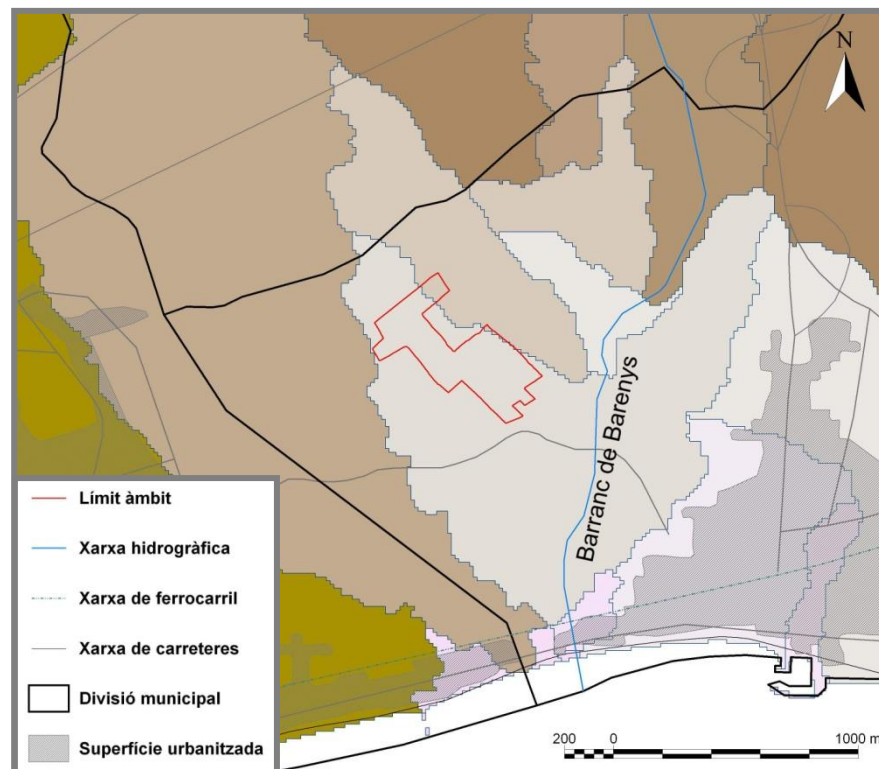 N
Barranc de Barenys
Límit àmbit
Xarxa hidrogràfica
Xarxa de ferrocarril
Xarxa de carreteres
Divisió municipal
Superfície urbanitzada
200 0 1000 m